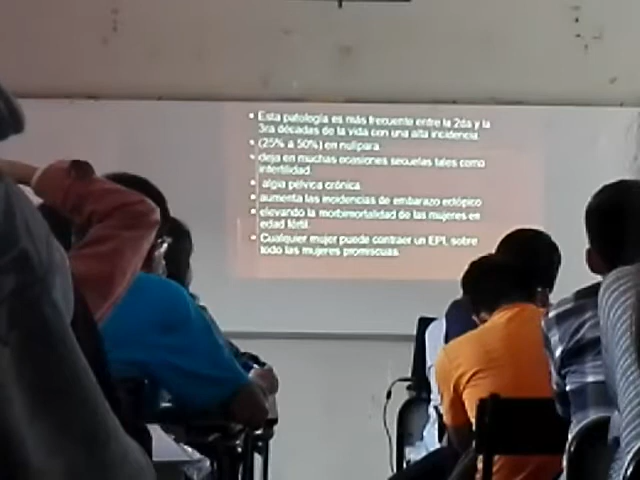 • Esta patología es más frecuente entre la 2da y la
3ra décadas de la vida con una alta incidencia
• (25% a 50%) en nulípara.
• deja en muchas ocasiones secuelas tales como
infertilidad.
• algia pélvica crónica.
• aumenta las incidencias de embarazo ectópico
• elevando la morbimortalidad de las mujeres en
edad fértil
• Cualquier mujer puede contraer un EPI, sobre
todo las mujeres promiscuas.